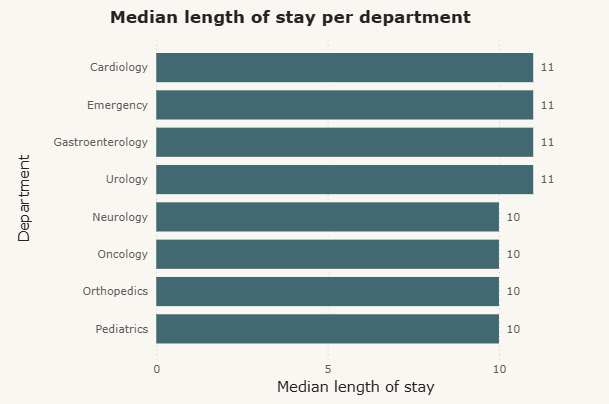 Median length of stay per department
Cardiology 11
Emergency 11
Gastroenterology 11
Urology 11
Neurology 10
Oncology 10
Orthopedics 10
Pediatrics 10
Department
0 5 10
Median length of stay